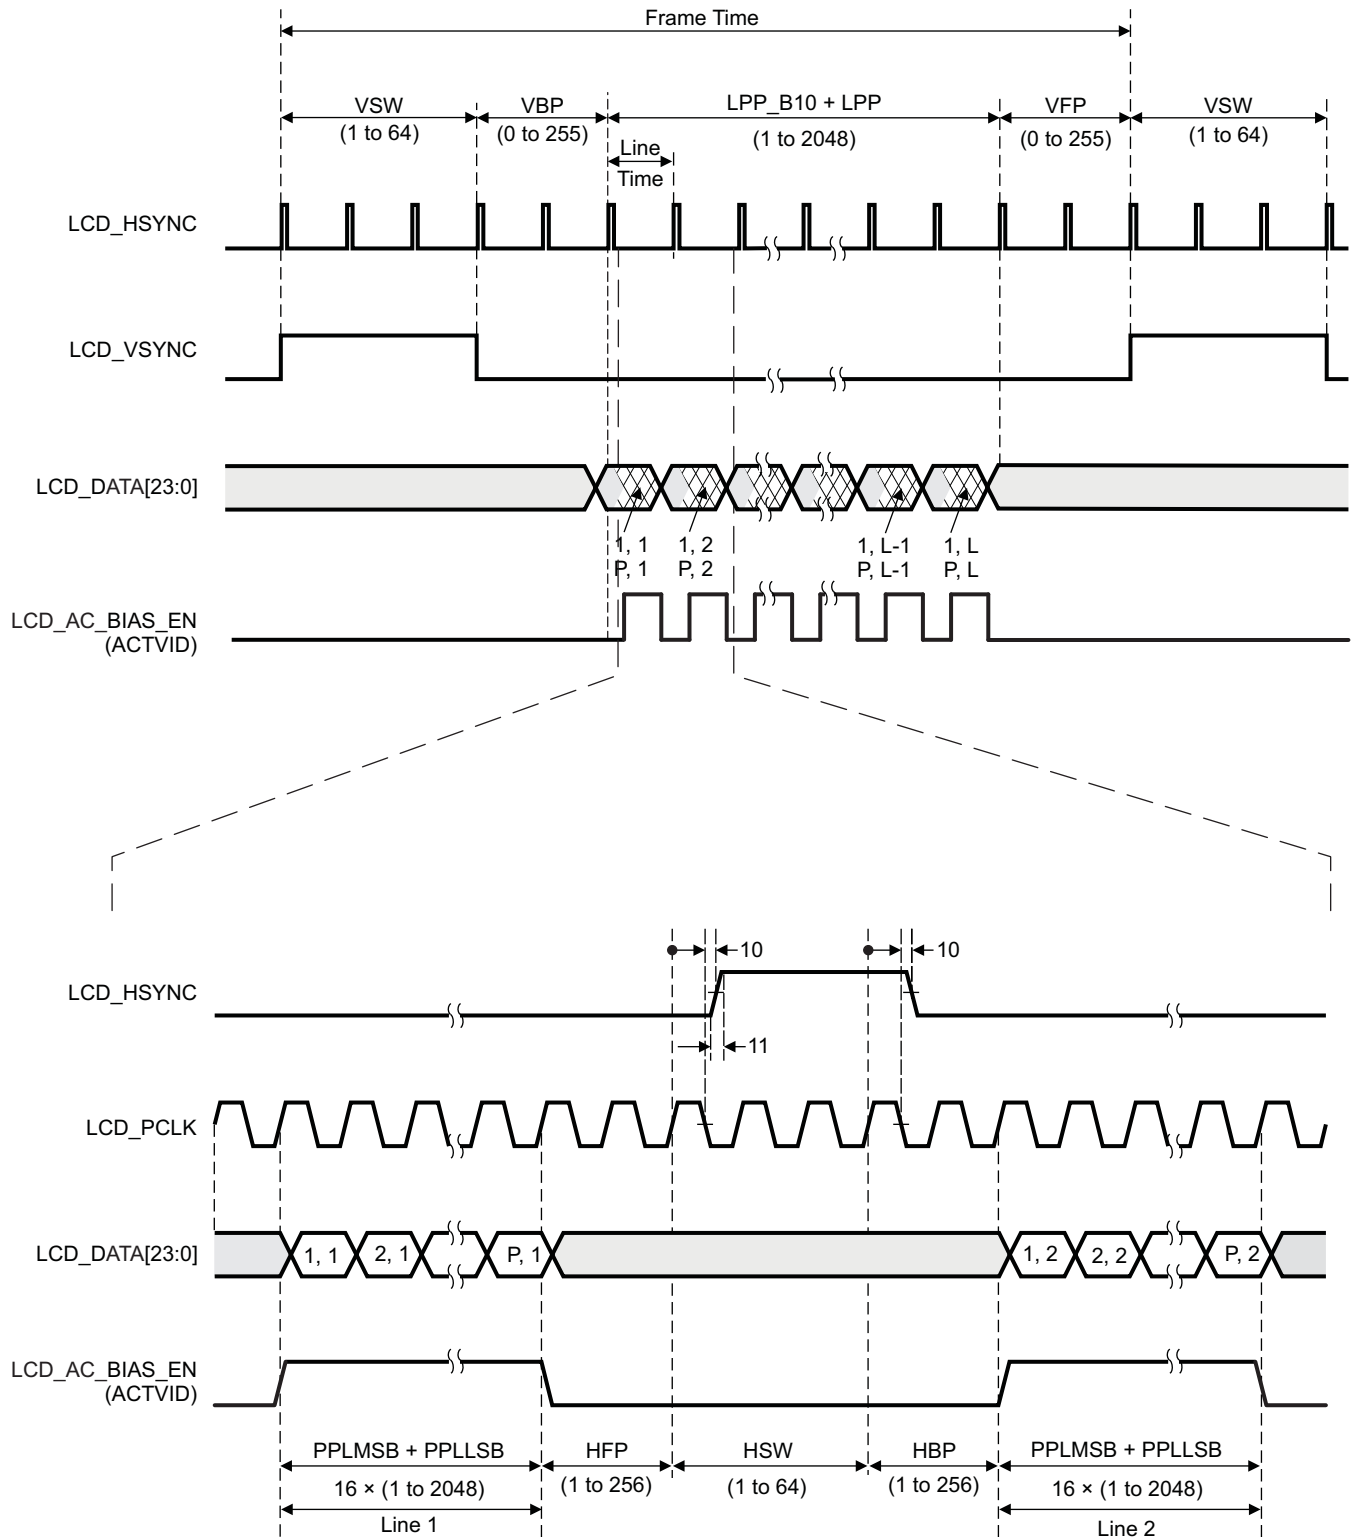 Frame Time
VSW
(1 to 64)
VBP
(0 to 255)
LPP_B10 + LPP
(1 to 2048)
VFP
(0 to 255)
VSW
(1 to 64)
Line
Time
LCD_HSYNC
LCD_VSYNC
LCD_DATA[23:0]
1, 1
P, 1
1, 2
P, 2
1, L-1
P, L-1
1, L
P, L
LCD_AC_BIAS_EN
(ACTVID)
10
10
LCD_HSYNC
11
LCD_PCLK
LCD_DATA[23:0]
1, 1
2, 1
P, 1
1, 2
2, 2
P, 2
LCD_AC_BIAS_EN
(ACTVID)
PPLMSB + PPLLSB
16 × (1 to 2048)
Line 1
HFP
(1 to 256)
HSW
(1 to 64)
HBP
(1 to 256)
PPLMSB + PPLLSB
16 × (1 to 2048)
Line 2